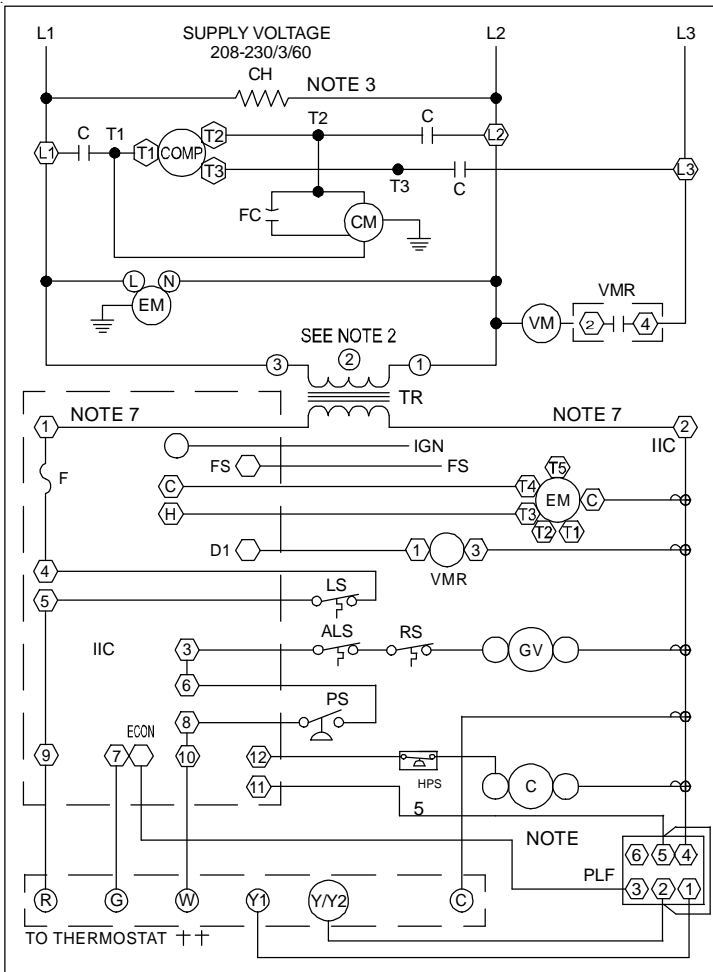 L1 SUPPLY VOLTAGE L2 L3
208-230/3/60
CH
NOTE 3
C T1 T2 C
L1 T1 COMP T2 L2
T3 T3 C L3
FC CM
L N
EM
VMR
VM 2 4
SEE NOTE 2
3 2 1
TR
NOTE 7 NOTE 7
1 2
IIC
IGN
F FS FS
T5
C T4 EM C
H T3
T2 T1
D1 1 3
VMR
4 LS
5
ALS RS
IIC 3 GV
6
PS
8
ECON
9 7 10 12
HPS
11 C
5
NOTE
6 5 4
PLF 3 2 1
R G W Y1 Y/Y2 C
TO THERMOSTAT ††